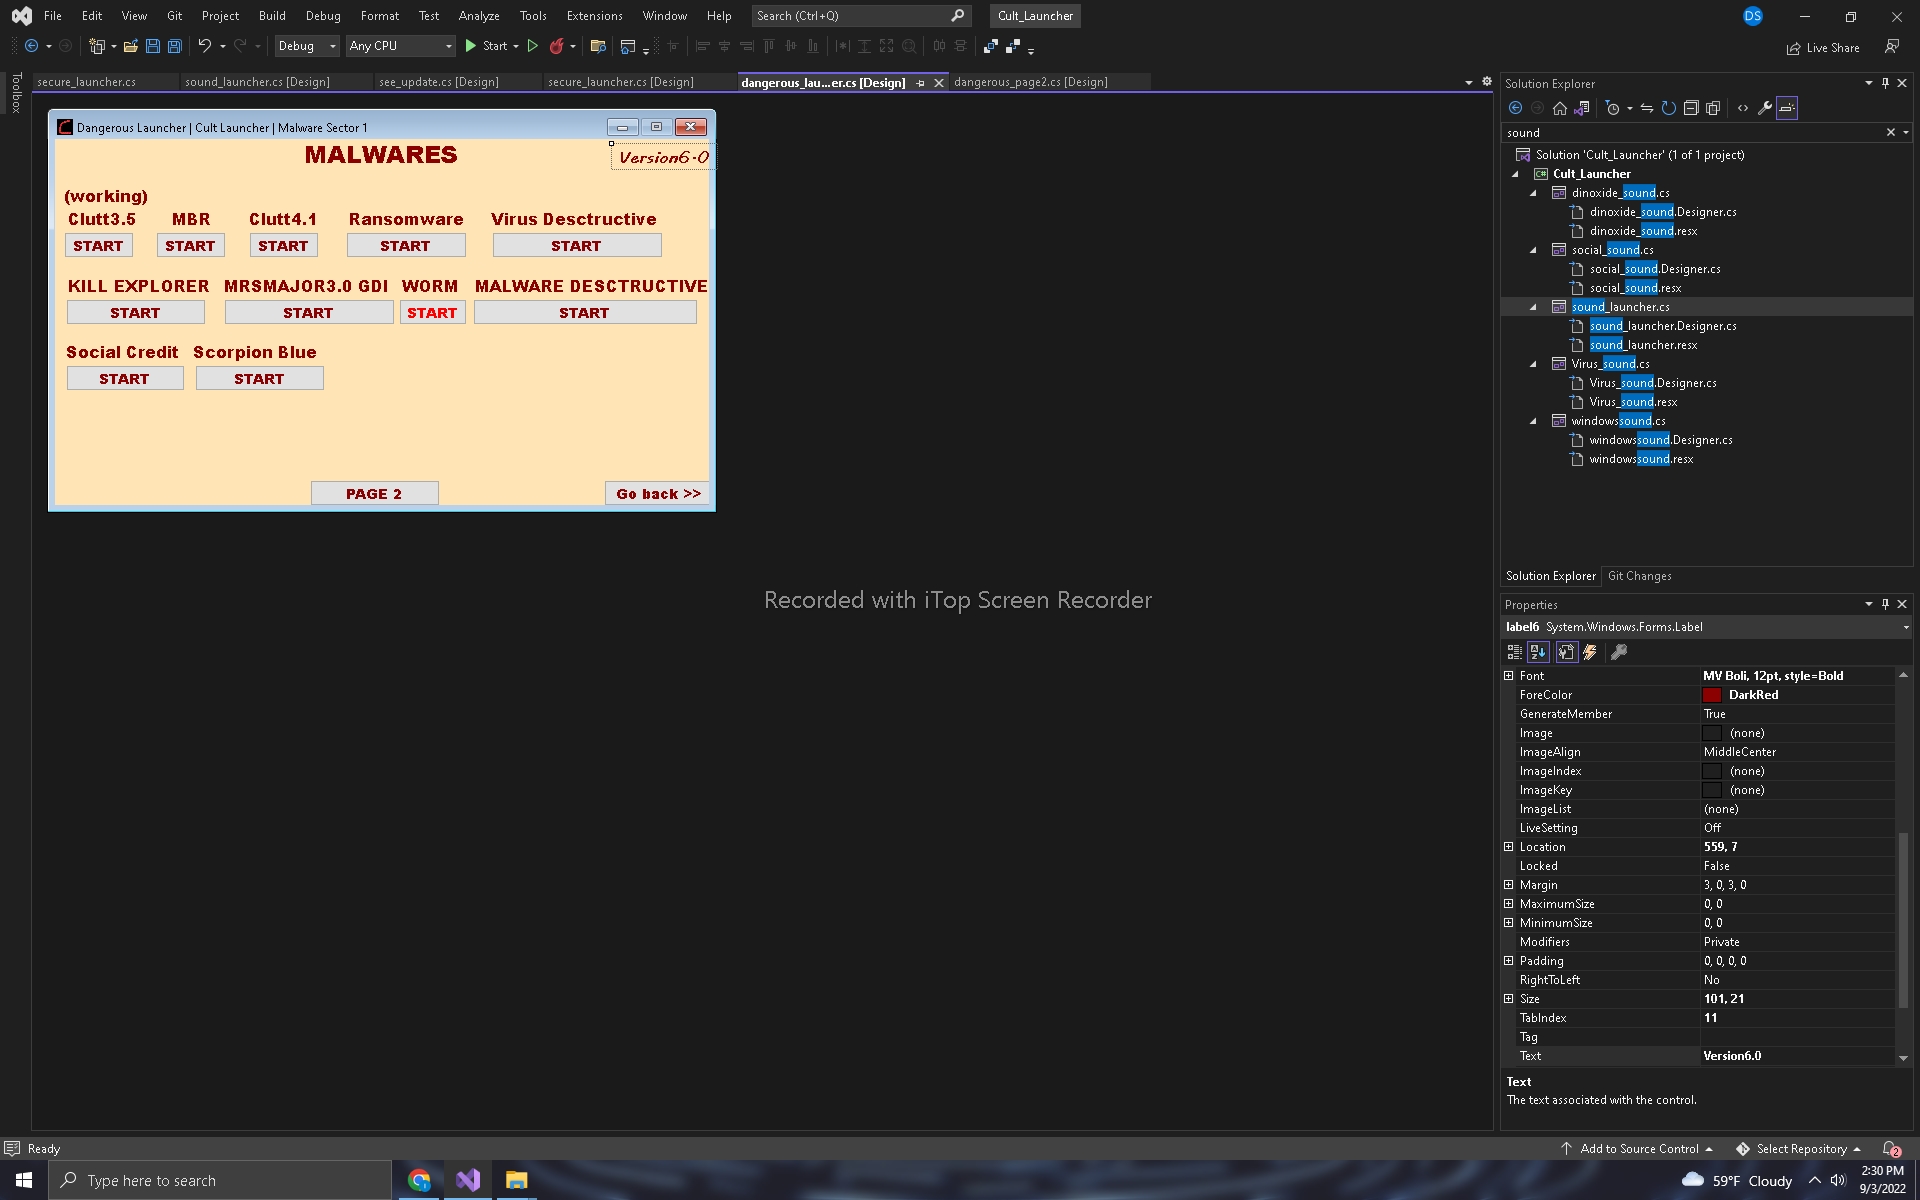 File Edit View Git Project Build Debug Format Test Analyze Tools Extensions Window Help Search (Ctrl+Q) Cult_Launcher DS
Debug Any CPU Start Live Share
Toolbox
secure_launcher.cs sound_launcher.cs [Design] see_update.cs [Design] secure_launcher.cs [Design] dangerous_lau...er.cs [Design] dangerous_page2.cs [Design]
Dangerous Launcher | Cult Launcher | Malware Sector 1
MALWARES
Version6.0
(working)
Clutt3.5 MBR Clutt4.1 Ransomware Virus Desctructive
START START START START START
KILL EXPLORER MRSMAJOR3.0 GDI WORM MALWARE DESCTRUCTIVE
START START START START
Social Credit Scorpion Blue
START START
PAGE 2 Go back >>
Recorded with iTop Screen Recorder
Solution Explorer
sound
Solution 'Cult_Launcher' (1 of 1 project)
C# Cult_Launcher
dinoxide_sound.cs
dinoxide_sound.Designer.cs
dinoxide_sound.resx
social_sound.cs
social_sound.Designer.cs
social_sound.resx
sound_launcher.cs
sound_launcher.Designer.cs
sound_launcher.resx
Virus_sound.cs
Virus_sound.Designer.cs
Virus_sound.resx
windowssound.cs
windowssound.Designer.cs
windowssound.resx
Solution Explorer Git Changes
Properties
label6 System.Windows.Forms.Label
Font MV Boli, 12pt, style=Bold
ForeColor DarkRed
GenerateMember True
Image (none)
ImageAlign MiddleCenter
ImageIndex (none)
ImageKey (none)
ImageList (none)
LiveSetting Off
Location 559, 7
Locked False
Margin 3, 0, 3, 0
MaximumSize 0, 0
MinimumSize 0, 0
Modifiers Private
Padding 0, 0, 0, 0
RightToLeft No
Size 101, 21
TabIndex 11
Tag
Text Version6.0
Text
The text associated with the control.
Ready Add to Source Control Select Repository 2
Type here to search 59°F Cloudy 2:30 PM
9/3/2022